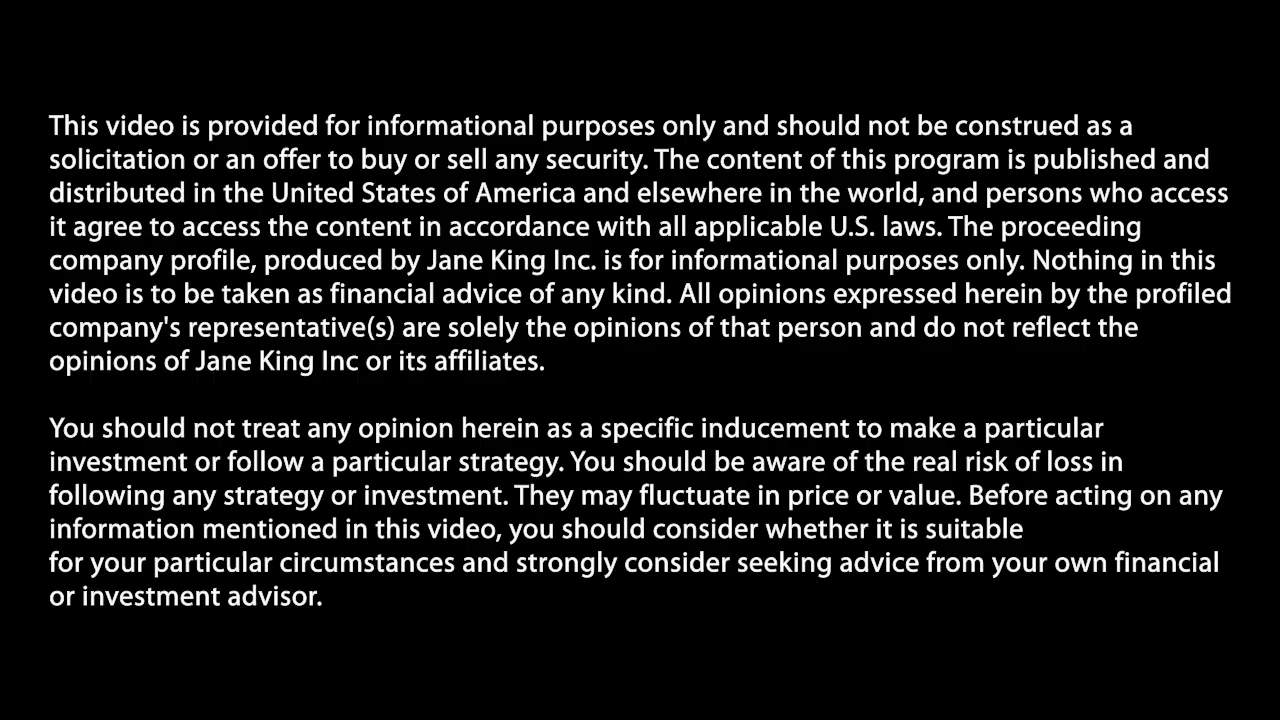 This video is provided for informational purposes only and should not be construed as a
solicitation or an offer to buy or sell any security. The content of this program is published and
distributed in the United States of America and elsewhere in the world, and persons who access
it agree to access the content in accordance with all applicable U.S. laws. The proceeding
company profile, produced by Jane King Inc. is for informational purposes only. Nothing in this
video is to be taken as financial advice of any kind. All opinions expressed herein by the profiled
company's representative(s) are solely the opinions of that person and do not reflect the
opinions of Jane King Inc or its affiliates.
You should not treat any opinion herein as a specific inducement to make a particular
investment or follow a particular strategy. You should be aware of the real risk of loss in
following any strategy or investment. They may fluctuate in price or value. Before acting on any
information mentioned in this video, you should consider whether it is suitable
for your particular circumstances and strongly consider seeking advice from your own financial
or investment advisor.